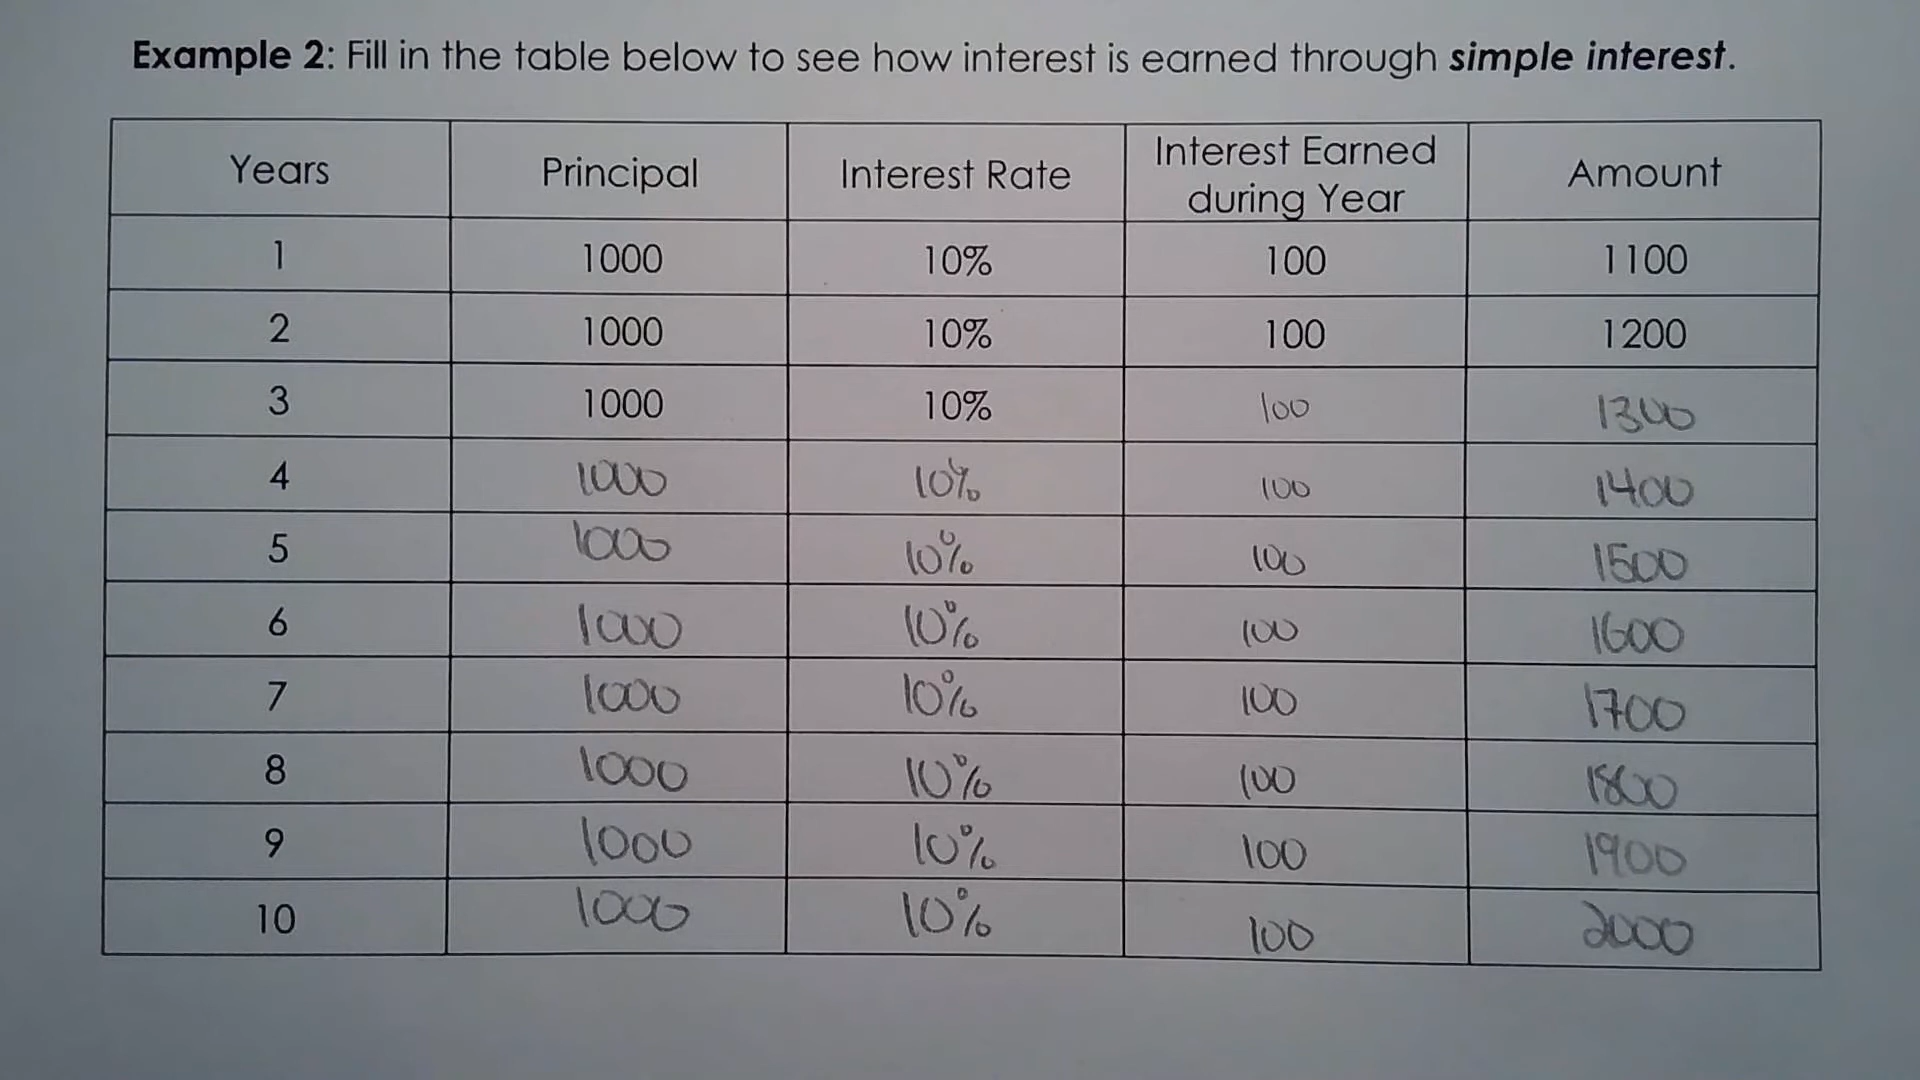 Example 2: Fill in the table below to see how interest is earned through simple interest.
Years Principal Interest Rate Interest Earned during Year Amount
1 1000 10% 100 1100
2 1000 10% 100 1200
3 1000 10% 100 1300
4 1000 10% 100 1400
5 1000 10% 100 1500
6 1000 10% 100 1600
7 1000 10% 100 1700
8 1000 10% 100 1800
9 1000 10% 100 1900
10 1000 10% 100 2000